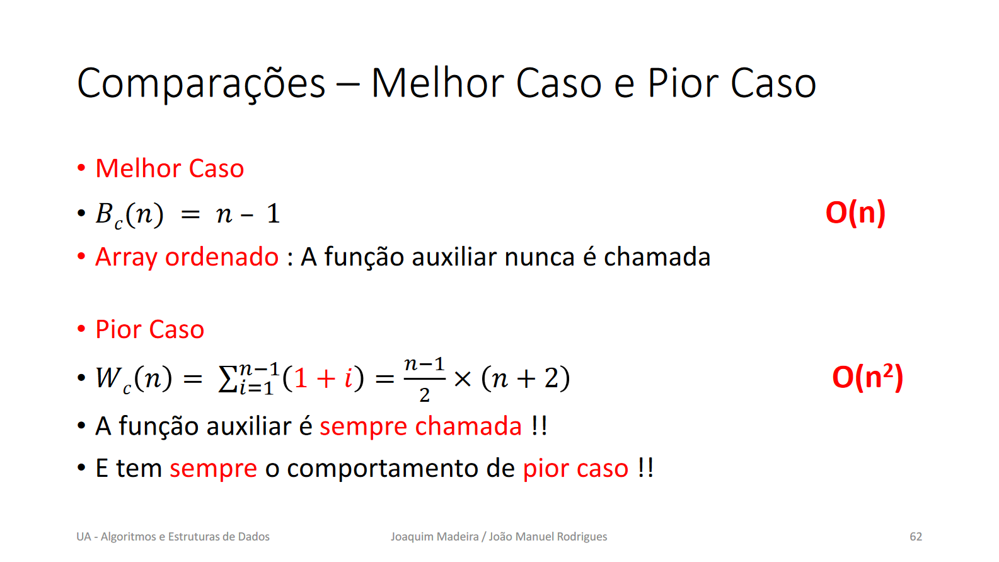 Comparações – Melhor Caso e Pior Caso
• Melhor Caso
• B_c(n) = n – 1 O(n)
• Array ordenado : A função auxiliar nunca é chamada
• Pior Caso
• W_c(n) = ∑_{i=1}^{n−1}(1 + i) = \frac{n−1}{2} × (n + 2) O(n²)
• A função auxiliar é sempre chamada !!
• E tem sempre o comportamento de pior caso !!
UA - Algoritmos e Estruturas de Dados Joaquim Madeira / João Manuel Rodrigues 62